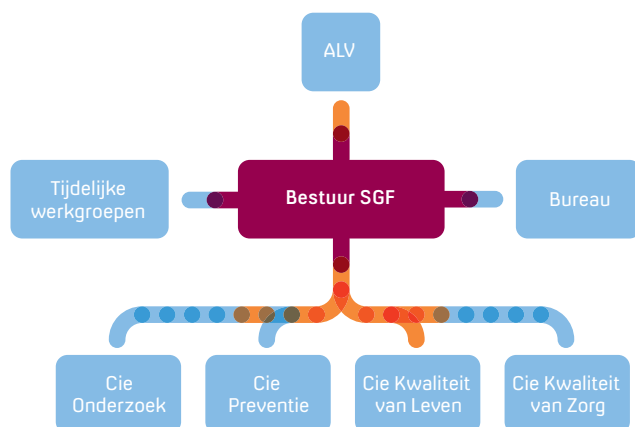 ALV
Tijdelijke
werkgroepen
Bestuur SGF
Bureau
Cie
Onderzoek
Cie
Preventie
Cie Kwaliteit
van Leven
Cie Kwaliteit
van Zorg